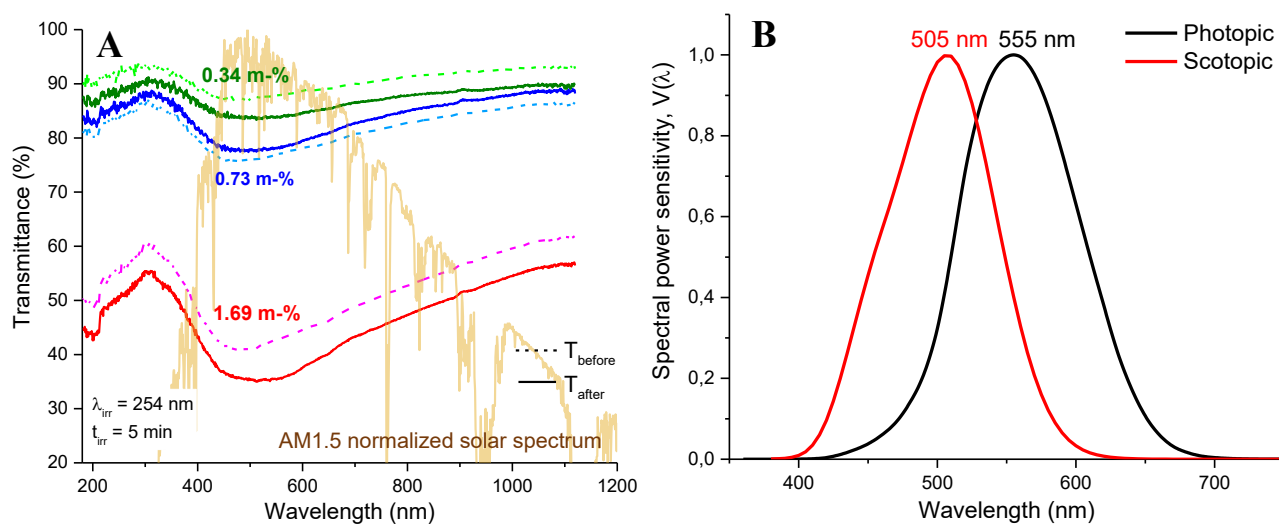 A
100
90
80
70
60
50
40
30
20
Transmittance (%)
0.34 m-%
0.73 m-%
1.69 m-%
T_before
T_after
λ_irr = 254 nm
t_irr = 5 min
AM1.5 normalized solar spectrum
200 400 600 800 1000 1200
Wavelength (nm)
B
505 nm 555 nm
Photopic
Scotopic
1,0
0,8
0,6
0,4
0,2
0,0
Spectral power sensitivity, V(λ)
400 500 600 700
Wavelength (nm)